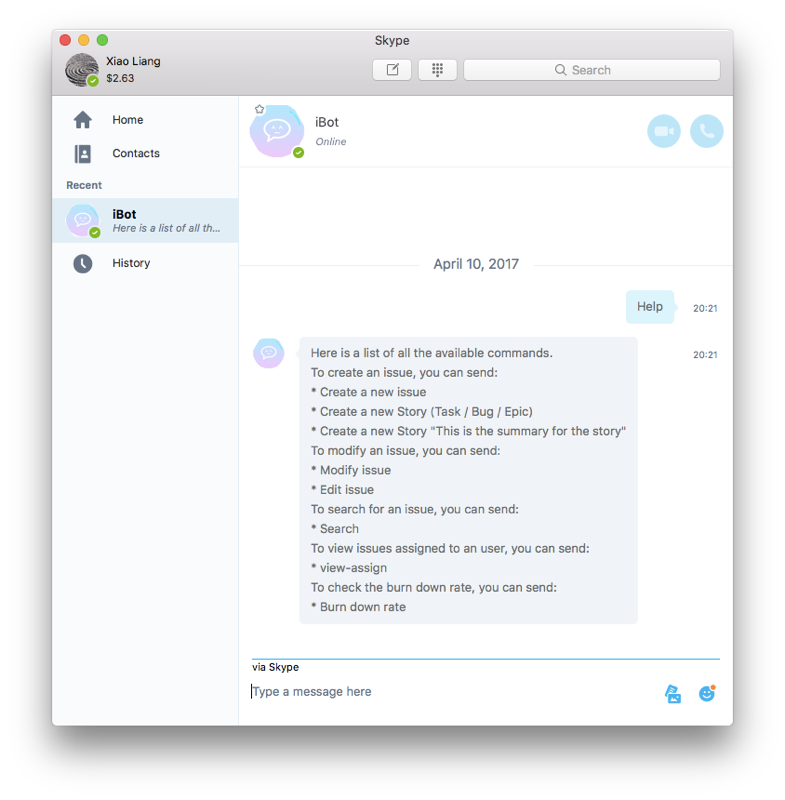 Skype
Xiao Liang
$2.63
Search
Home
Contacts
Recent
iBot
Here is a list of all th...
History
iBot
Online
April 10, 2017
Help
20:21
Here is a list of all the available commands.
20:21
To create an issue, you can send:
* Create a new issue
* Create a new Story (Task / Bug / Epic)
* Create a new Story "This is the summary for the story"
To modify an issue, you can send:
* Modify issue
* Edit issue
To search for an issue, you can send:
* Search
To view issues assigned to an user, you can send:
* view-assign
To check the burn down rate, you can send:
* Burn down rate
via Skype
Type a message here